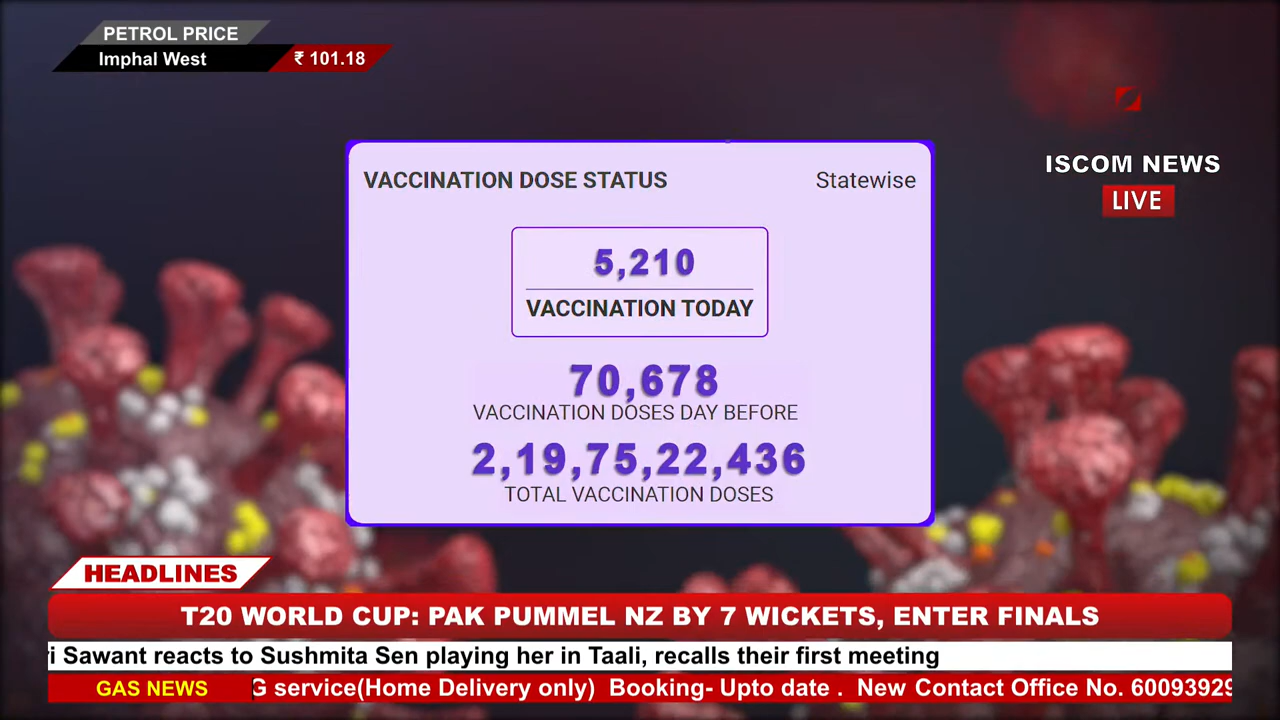 PETROL PRICE
Imphal West ₹ 101.18
ISCOM NEWS
LIVE
VACCINATION DOSE STATUS Statewise
5,210
VACCINATION TODAY
70,678
VACCINATION DOSES DAY BEFORE
2,19,75,22,436
TOTAL VACCINATION DOSES
HEADLINES
T20 WORLD CUP: PAK PUMMEL NZ BY 7 WICKETS, ENTER FINALS
i Sawant reacts to Sushmita Sen playing her in Taali, recalls their first meeting
GAS NEWS G service(Home Delivery only) Booking- Upto date . New Contact Office No. 60093929